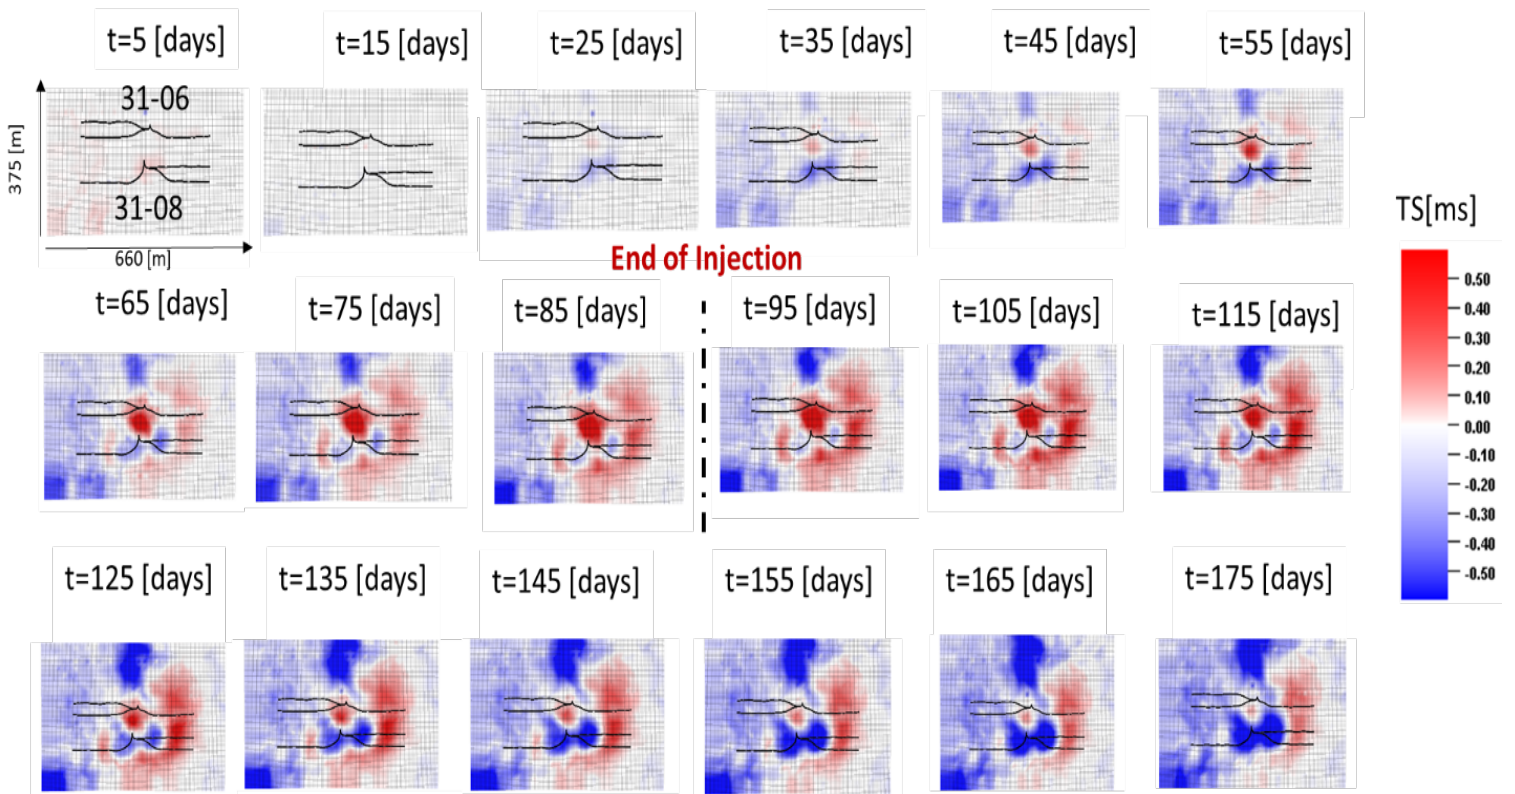 t=5 [days]
t=15 [days]
t=25 [days]
t=35 [days]
t=45 [days]
t=55 [days]
31-06
375 [m]
31-08
660 [m]
TS[ms]
End of Injection
t=65 [days]
t=75 [days]
t=85 [days]
t=95 [days]
t=105 [days]
t=115 [days]
0.50
0.40
0.30
0.20
0.10
0.00
-0.10
-0.20
-0.30
-0.40
-0.50
t=125 [days]
t=135 [days]
t=145 [days]
t=155 [days]
t=165 [days]
t=175 [days]